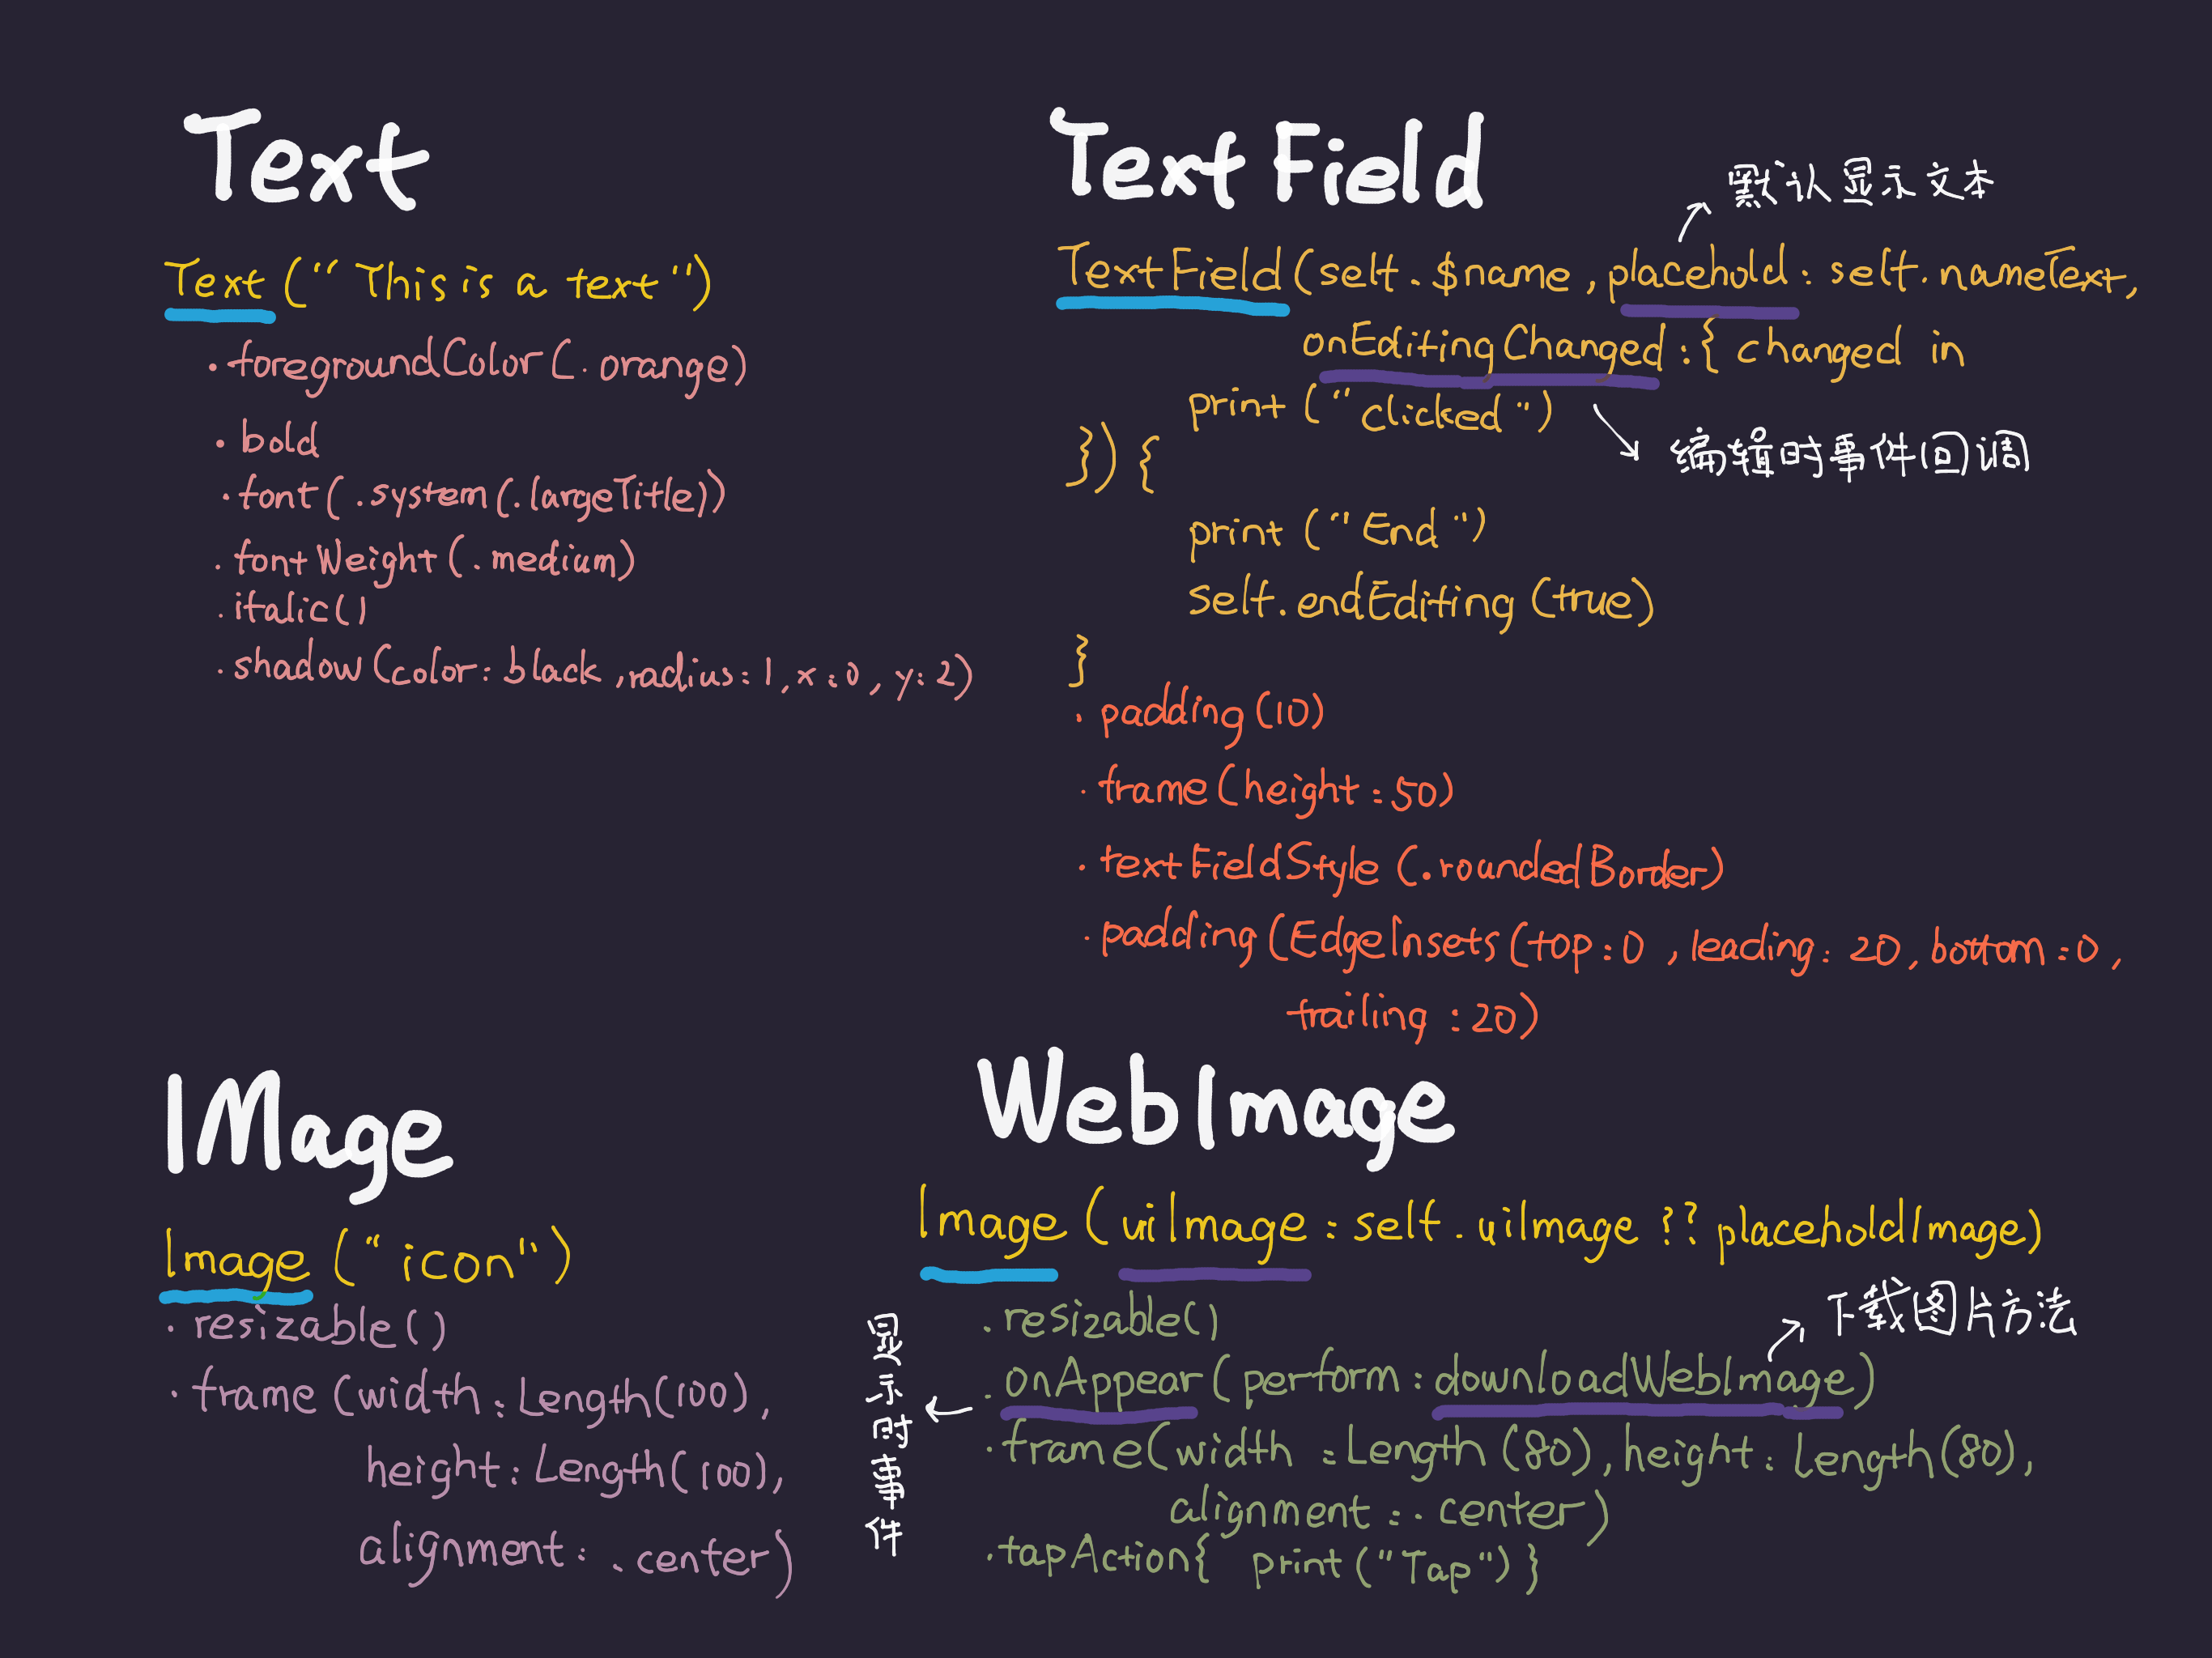 Text
Text ("This is a text")
.foregroundColor(.orange)
.bold
.font(.system(.largeTitle))
.fontWeight(.medium)
.italic()
.shadow(color:black,radius:1,x:0,y:2)
TextField
默认显示文本
TextField(self.$name,placehold:self.nameText,
onEditingChanged:{ changed in
print("clicked")
编辑时事件回调
}){
print("End")
self.endEditing(true)
}
.padding(10)
.frame(height:50)
.textFieldStyle(.roundedBorder)
.padding(EdgeInsets(top:0,leading:20,bottom:0,
trailing:20)
IMage
Image("icon")
.resizable()
.frame(width:Length(100),
height:Length(100),
alignment:.center)
WebImage
Image(uiImage:self.uiImage ?? placeholdImage)
下载图片方法
.resizable()
.onAppear(perform:downloadWebImage)
显示时事件
.frame(width:Length(80),height:Length(80),
alignment:.center)
.tapAction{ print("Tap")}